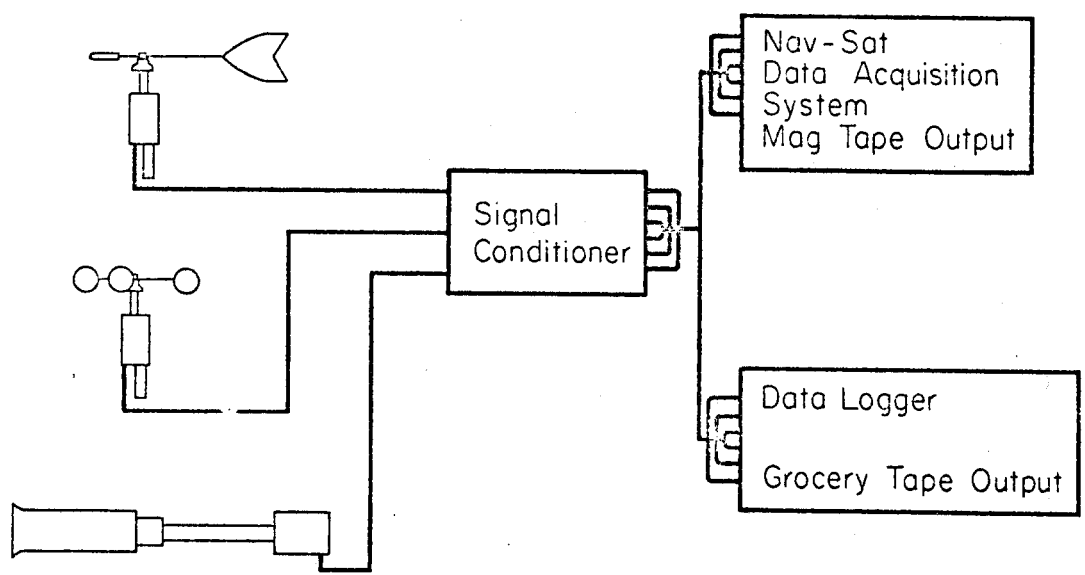 Nav-Sat
Data Acquisition
System
Mag Tape Output
Signal
Conditioner
Data Logger
Grocery Tape Output